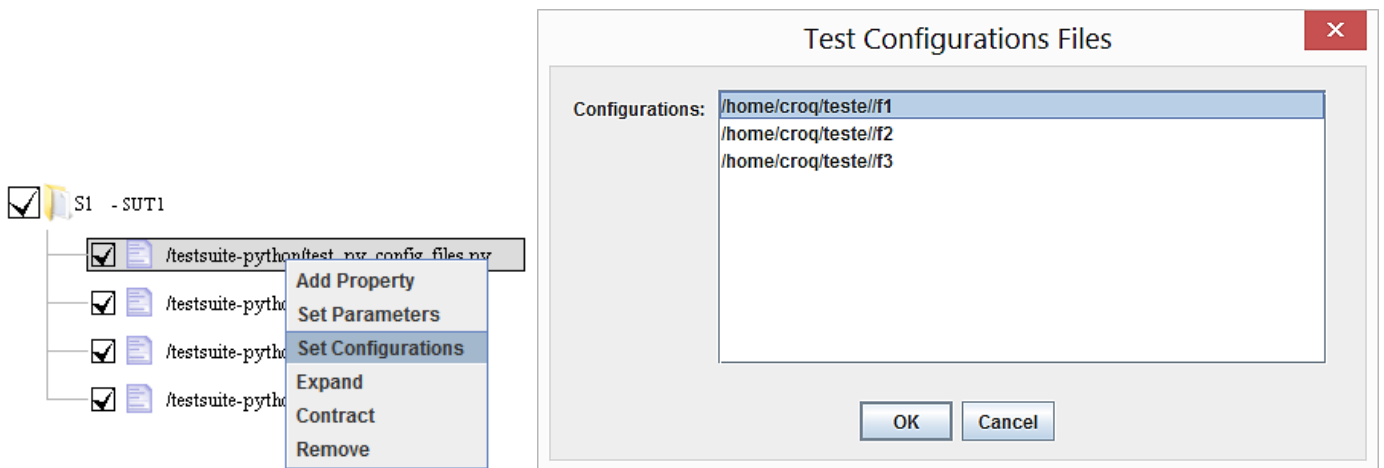 S1 - SUT1
/testsuite-python/test_py_config_files.py
/testsuite-pytho
/testsuite-pytho
/testsuite-pytho
Add Property
Set Parameters
Set Configurations
Expand
Contract
Remove
Test Configurations Files
Configurations:
/home/croq/teste//f1
/home/croq/teste//f2
/home/croq/teste//f3
OK
Cancel